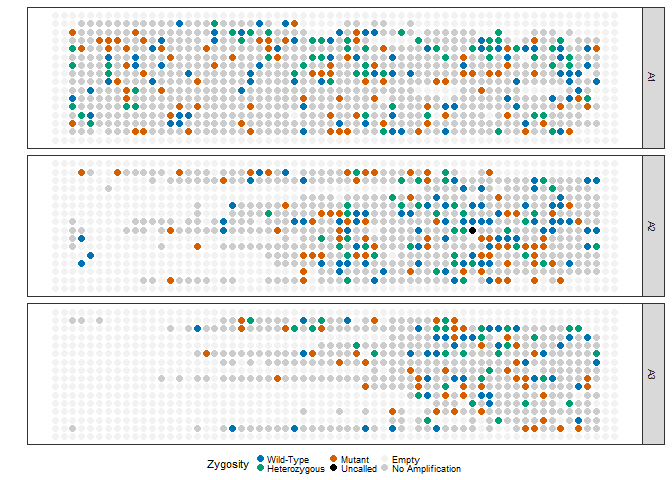 A1
A2
A3
Zygosity
Wild-Type
Mutant
Empty
Heterozygous
Uncalled
No Amplification